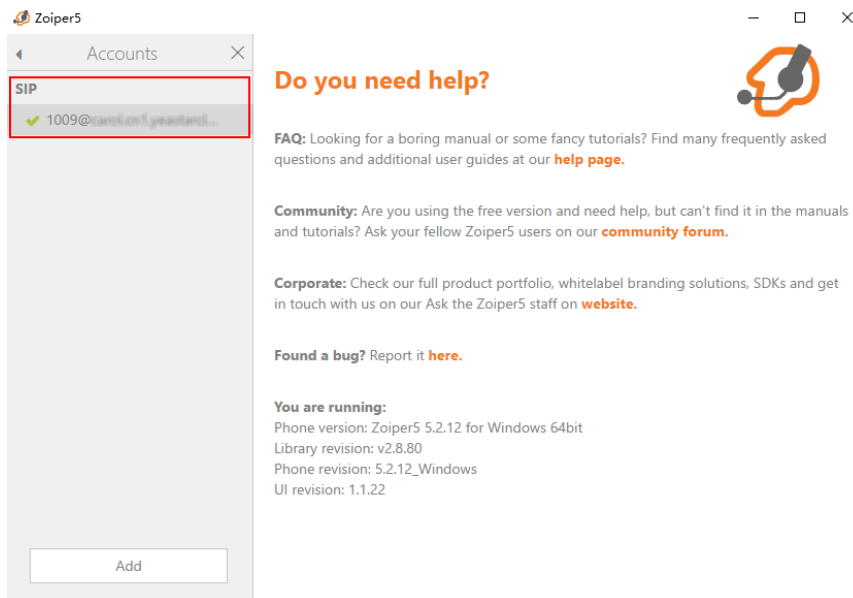 Zoiper5
Accounts
SIP
1009@
Do you need help?
FAQ: Looking for a boring manual or some fancy tutorials? Find many frequently asked
questions and additional user guides at our help page.
Community: Are you using the free version and need help, but can't find it in the manuals
and tutorials? Ask your fellow Zoiper5 users on our community forum.
Corporate: Check our full product portfolio, whitelabel branding solutions, SDKs and get
in touch with us on our Ask the Zoiper5 staff on website.
Found a bug? Report it here.
You are running:
Phone version: Zoiper5 5.2.12 for Windows 64bit
Library revision: v2.8.80
Phone revision: 5.2.12_Windows
UI revision: 1.1.22
Add